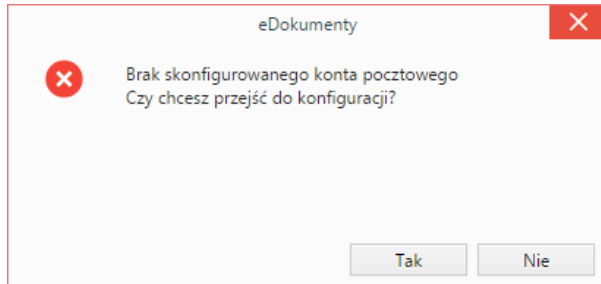 eDokumenty
Brak skonfigurowanego konta pocztowego
Czy chcesz przejść do konfiguracji?
Tak
Nie